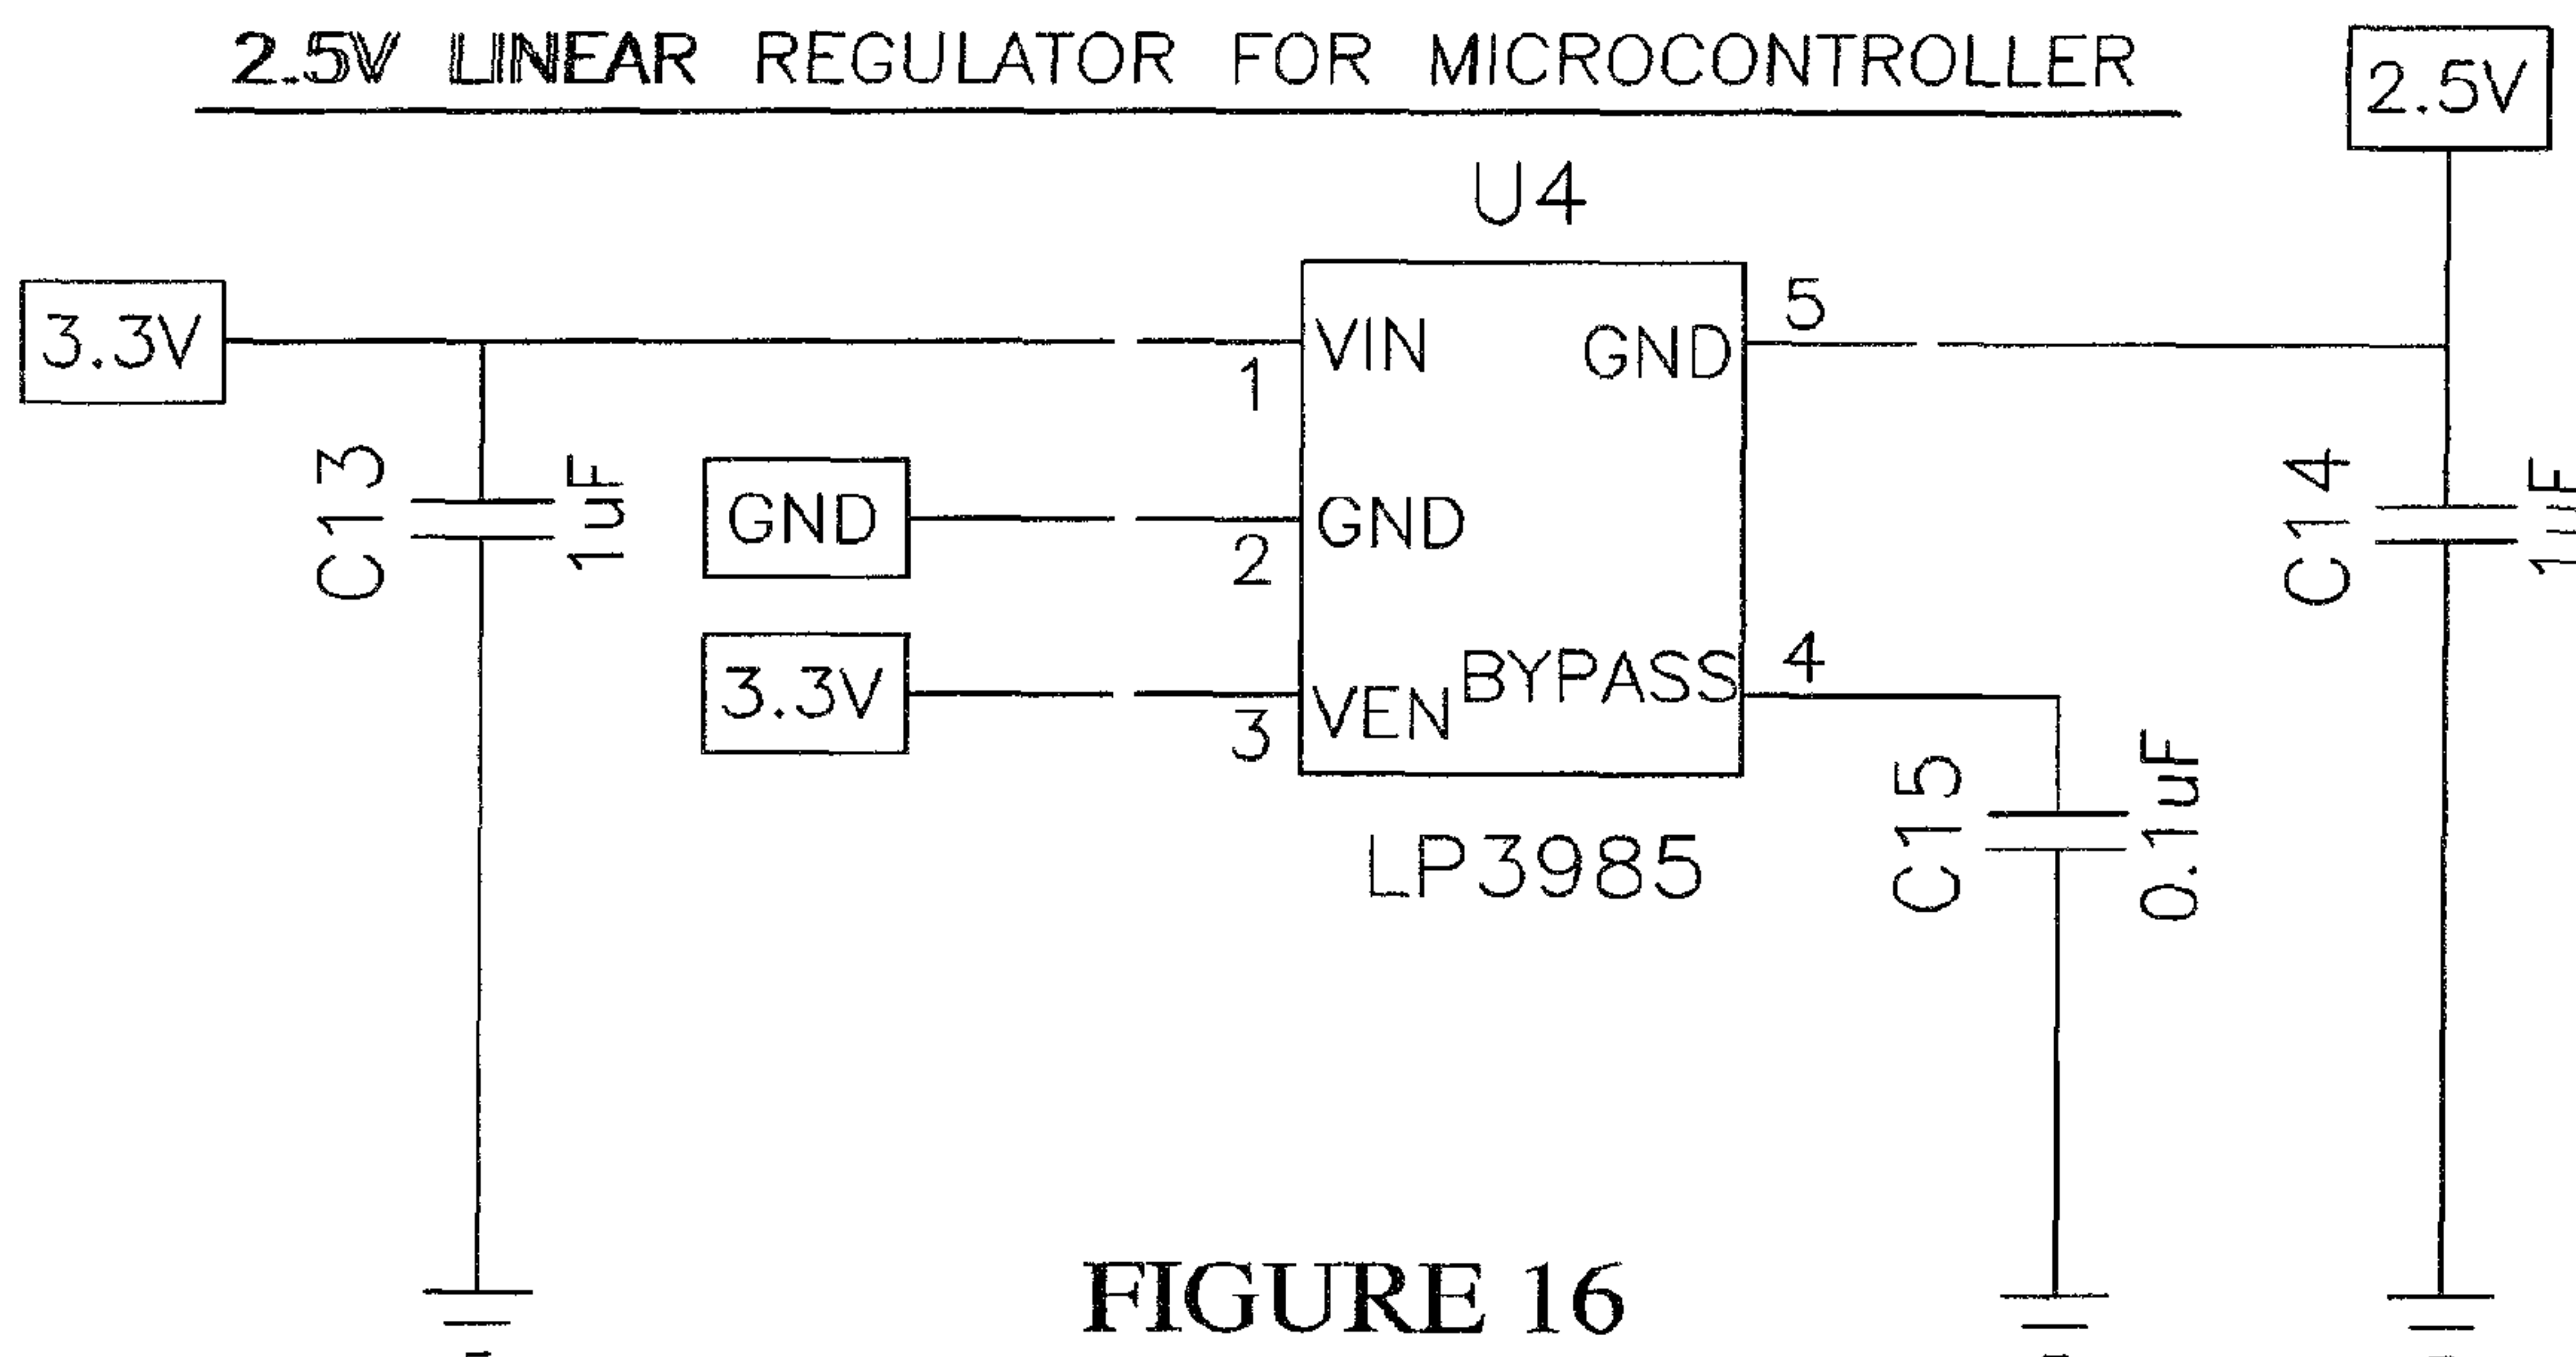 2.5V LINEAR REGULATOR FOR MICROCONTROLLER
2.5V
U4
3.3V
1
VIN
GND
5
C13
1uF
GND
2
GND
C14
1uF
3.3V
3
VEN
BYPASS
4
C15
0.1uF
LP3985
FIGURE 16